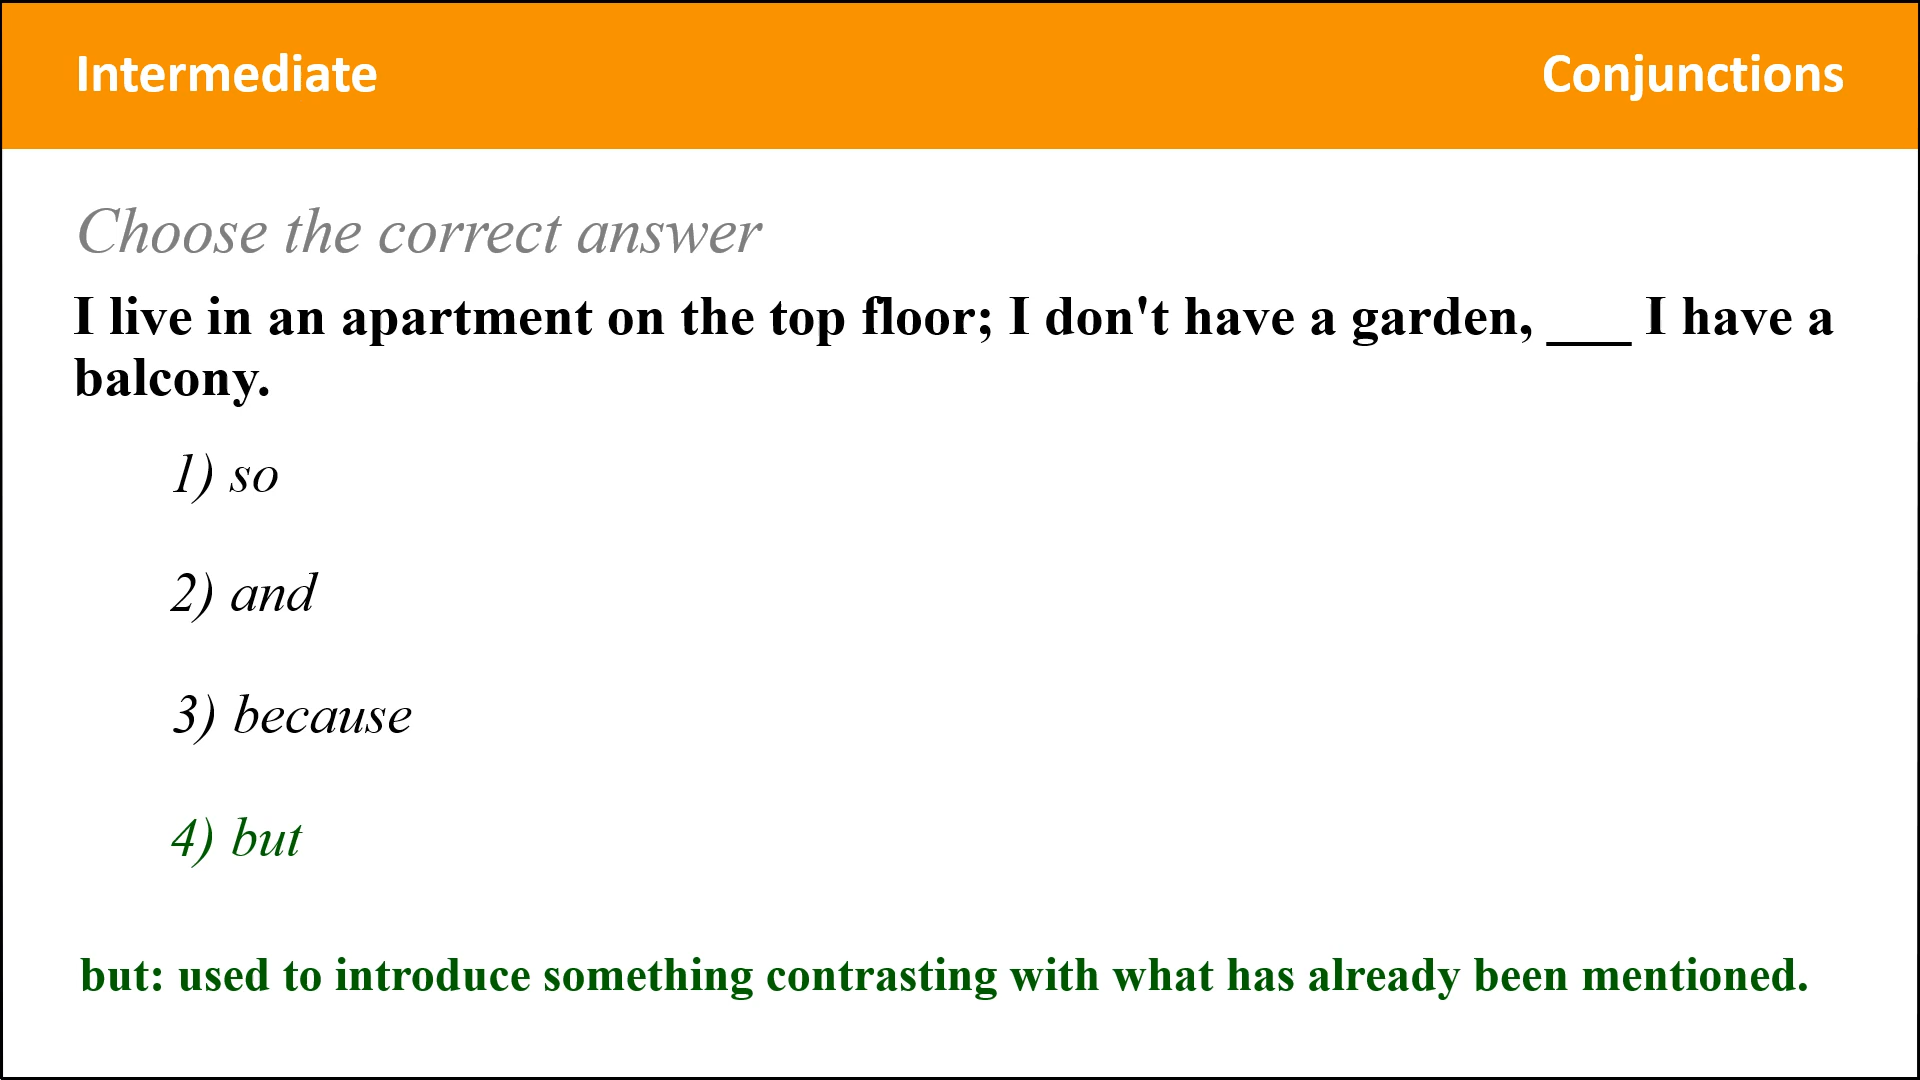 Intermediate
Conjunctions
Choose the correct answer
I live in an apartment on the top floor; I don't have a garden, ___ I have a
balcony.
1) so
2) and
3) because
4) but
but: used to introduce something contrasting with what has already been mentioned.